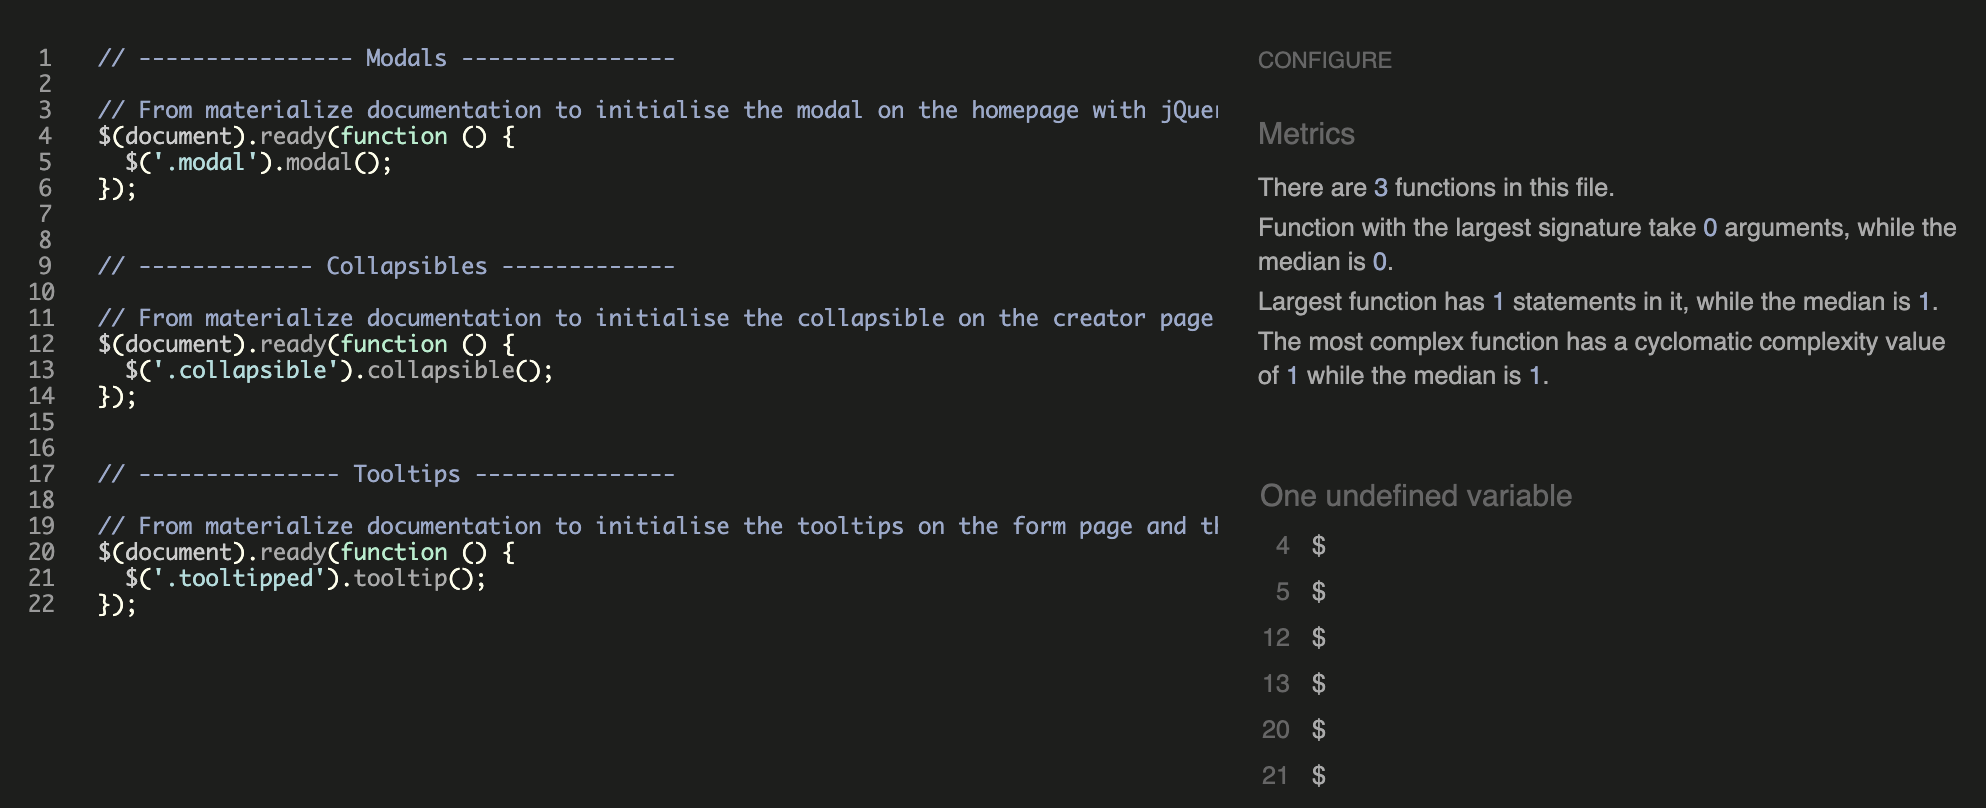 1 // ---------------- Modals ----------------
2
3 // From materialize documentation to initialise the modal on the homepage with jQuer
4 $(document).ready(function () {
5   $('.modal').modal();
6 });
7
8
9 // ------------- Collapsibles -------------
10
11 // From materialize documentation to initialise the collapsible on the creator page
12 $(document).ready(function () {
13   $('.collapsible').collapsible();
14 });
15
16
17 // --------------- Tooltips ---------------
18
19 // From materialize documentation to initialise the tooltips on the form page and
20 $(document).ready(function () {
21   $('.tooltipped').tooltip();
22 });
CONFIGURE
Metrics
There are 3 functions in this file.
Function with the largest signature take 0 arguments, while the
median is 0.
Largest function has 1 statements in it, while the median is 1.
The most complex function has a cyclomatic complexity value
of 1 while the median is 1.
One undefined variable
4 $
5 $
12 $
13 $
20 $
21 $